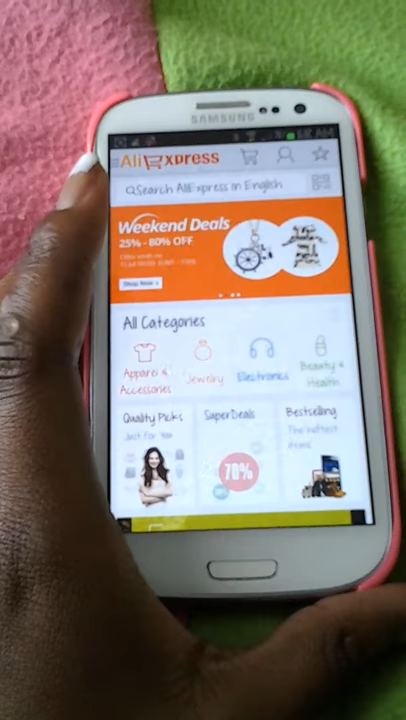 SAMSUNG
AliExpress
Search AliExpress in English
Weekend Deals
25% - 80% OFF
Shop Now >
All Categories
Apparel &
Accessories
Jewelry
Electronics
Beauty &
Health
Quality Picks
Just for You
SuperDeals
70%
Bestselling
The hottest
items